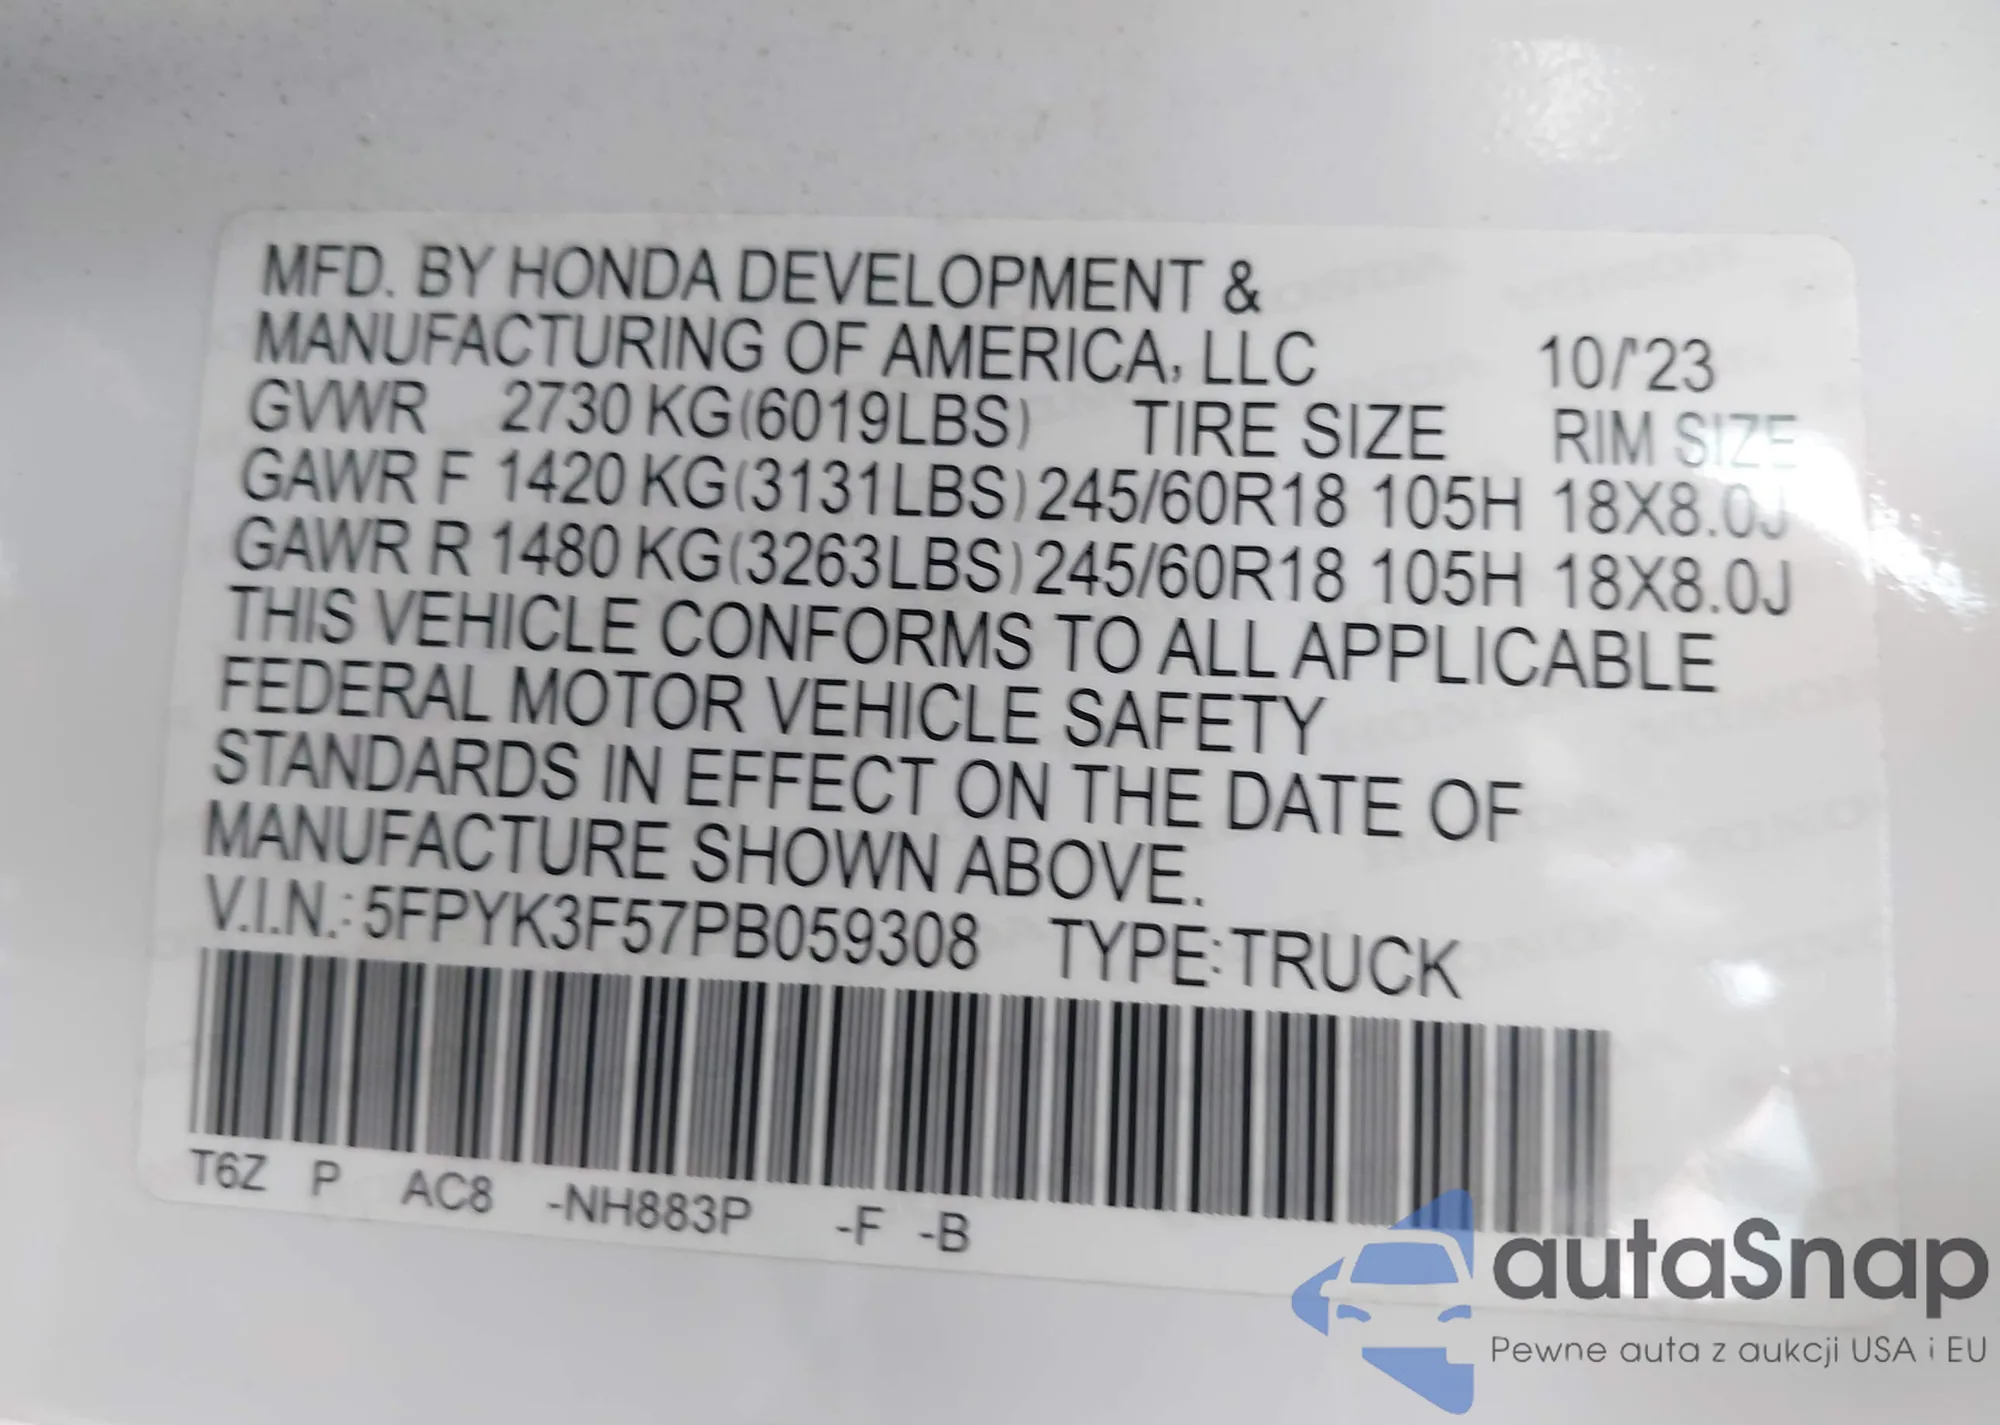 MFD. BY HONDA DEVELOPMENT &
MANUFACTURING OF AMERICA, LLC 10/'23
GVWR 2730 KG(6019LBS) TIRE SIZE RIM SIZE
GAWR F 1420 KG(3131LBS) 245/60R18 105H 18X8.0J
GAWR R 1480 KG(3263LBS) 245/60R18 105H 18X8.0J
THIS VEHICLE CONFORMS TO ALL APPLICABLE
FEDERAL MOTOR VEHICLE SAFETY
STANDARDS IN EFFECT ON THE DATE OF
MANUFACTURE SHOWN ABOVE.
V.I.N.: 5FPYK3F57PB059308 TYPE:TRUCK
T6Z P AC8 -NH883P -F -B
autaSnap
Pewne auta z aukcji USA i EU